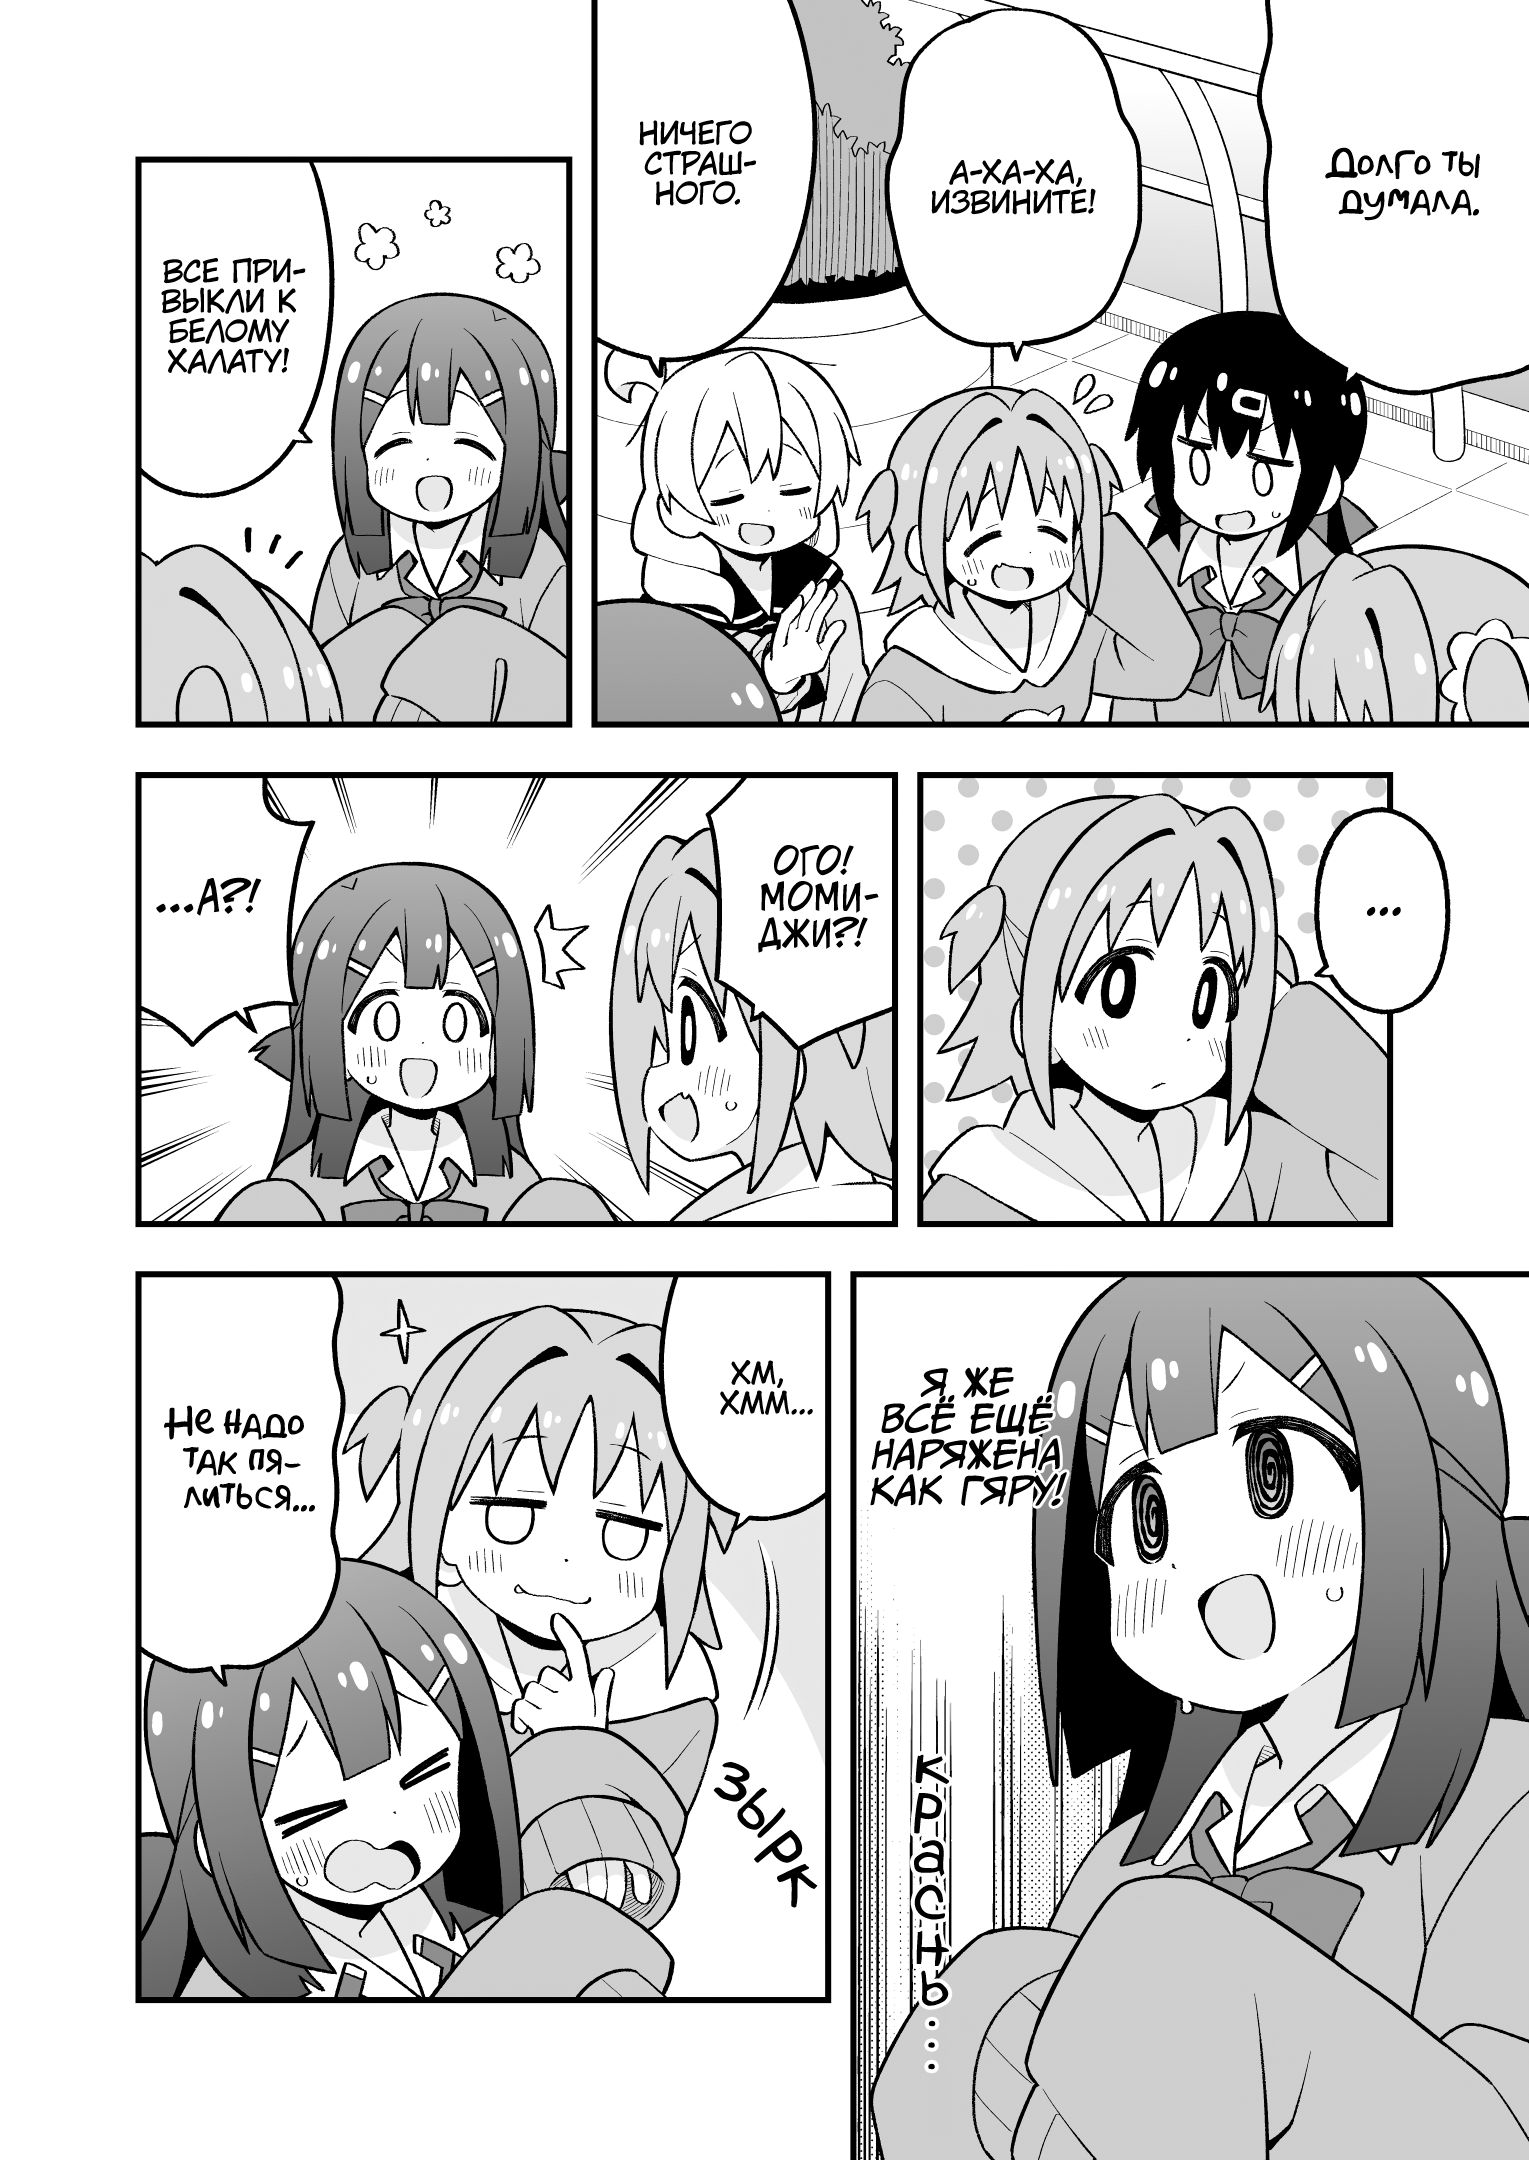 Долго ты
думала.
А-ХА-ХА,
ИЗВИНИТЕ!
НИЧЕГО
СТРАШ-
НОГО.
ВСЕ ПРИ-
ВЫКЛИ К
БЕЛОМУ
ХАЛАТУ!
...
ОГО!
МОМИ-
ДЖИ?!
...А?!
Я ЖЕ
ВСЁ ЕЩЁ
НАРЯЖЕНА
КАК ГЯРУ!
краснь...
ХМ,
ХММ...
ЗЫРК
Не надо
так пя-
литься...